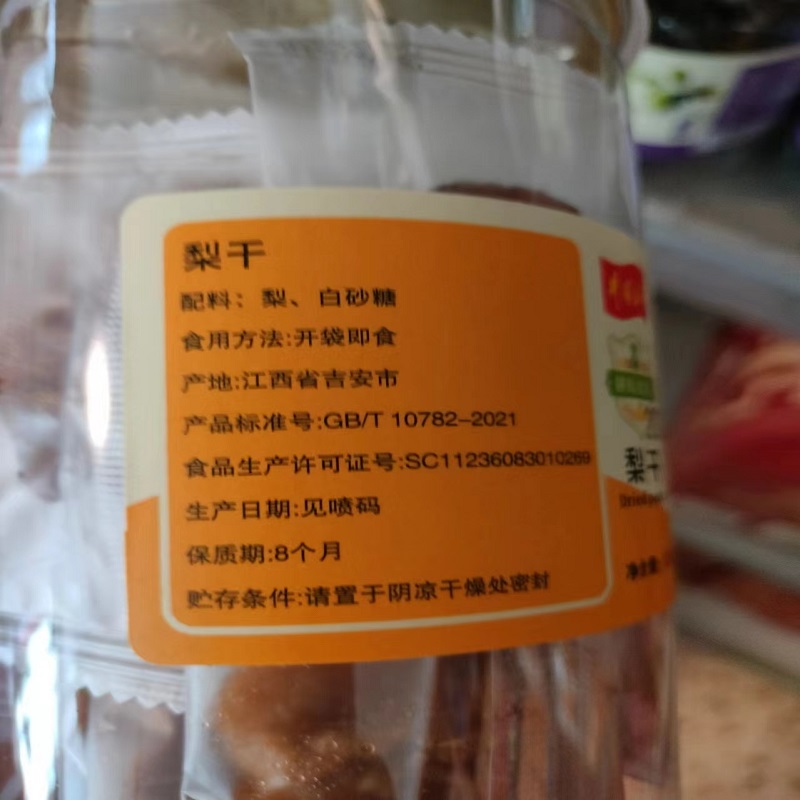 梨干
配料：梨、白砂糖
食用方法:开袋即食
产地:江西省吉安市
产品标准号:GB/T 10782-2021
食品生产许可证号:SC11236083010269
生产日期:见喷码
保质期:8个月
贮存条件:请置于阴凉干燥处密封
梨干
净含量